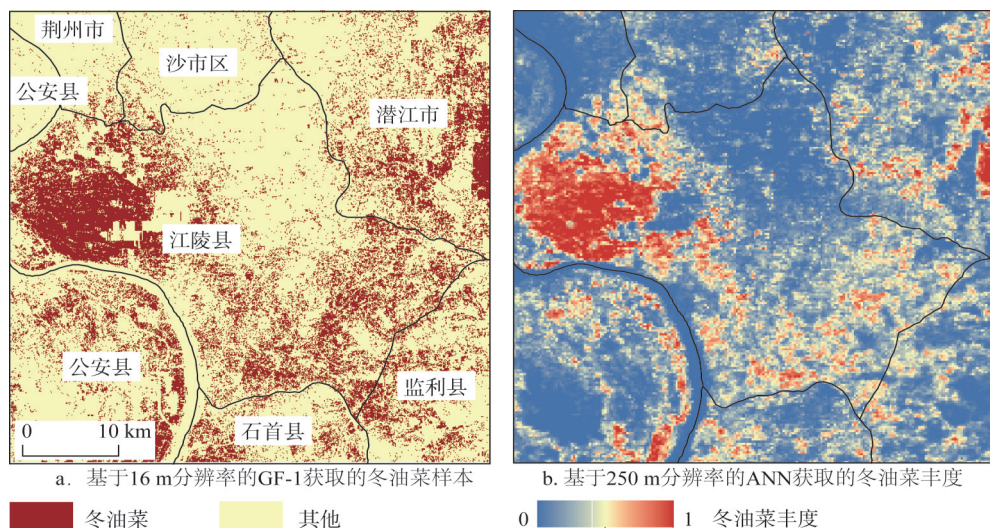 荆州市
沙市区
公安县
潜江市
江陵县
公安县
监利县
石首县
0 10 km
a. 基于16 m分辨率的GF-1获取的冬油菜样本
b. 基于250 m分辨率的ANN获取的冬油菜丰度
冬油菜 其他
0 1 冬油菜丰度